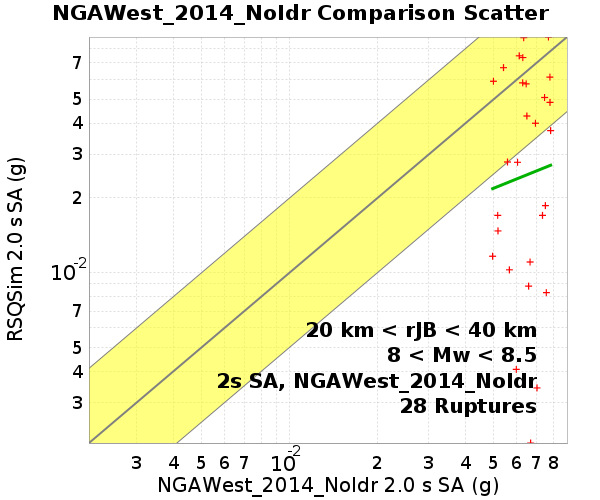 NGAWest_2014_NoIdr Comparison Scatter
RSQSim 2.0 s SA (g)
7
5
4
3
2
10-2
7
5
4
3
20 km < rJB < 40 km
8 < Mw < 8.5
2s SA, NGAWest_2014_NoIdr
28 Ruptures
3 4 5 6 7 10-2 2 3 4 5 6 7 8
NGAWest_2014_NoIdr 2.0 s SA (g)